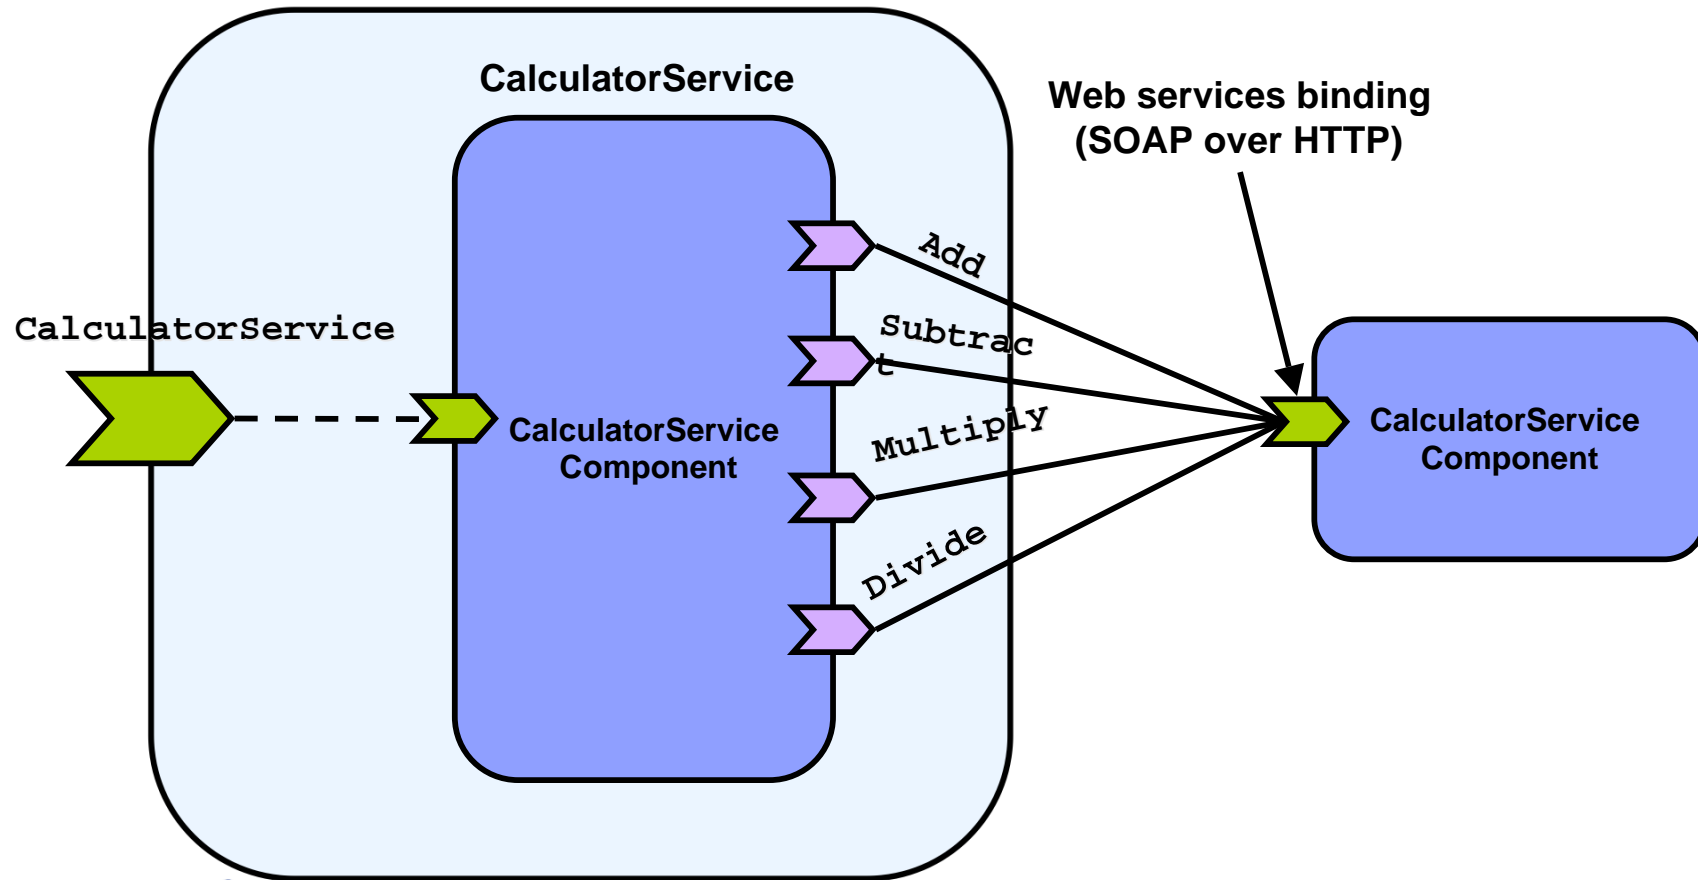 CalculatorService
Web services binding
(SOAP over HTTP)
Add
CalculatorService
Subtrac
t
CalculatorService
Component
Multiply
CalculatorService
Component
Divide